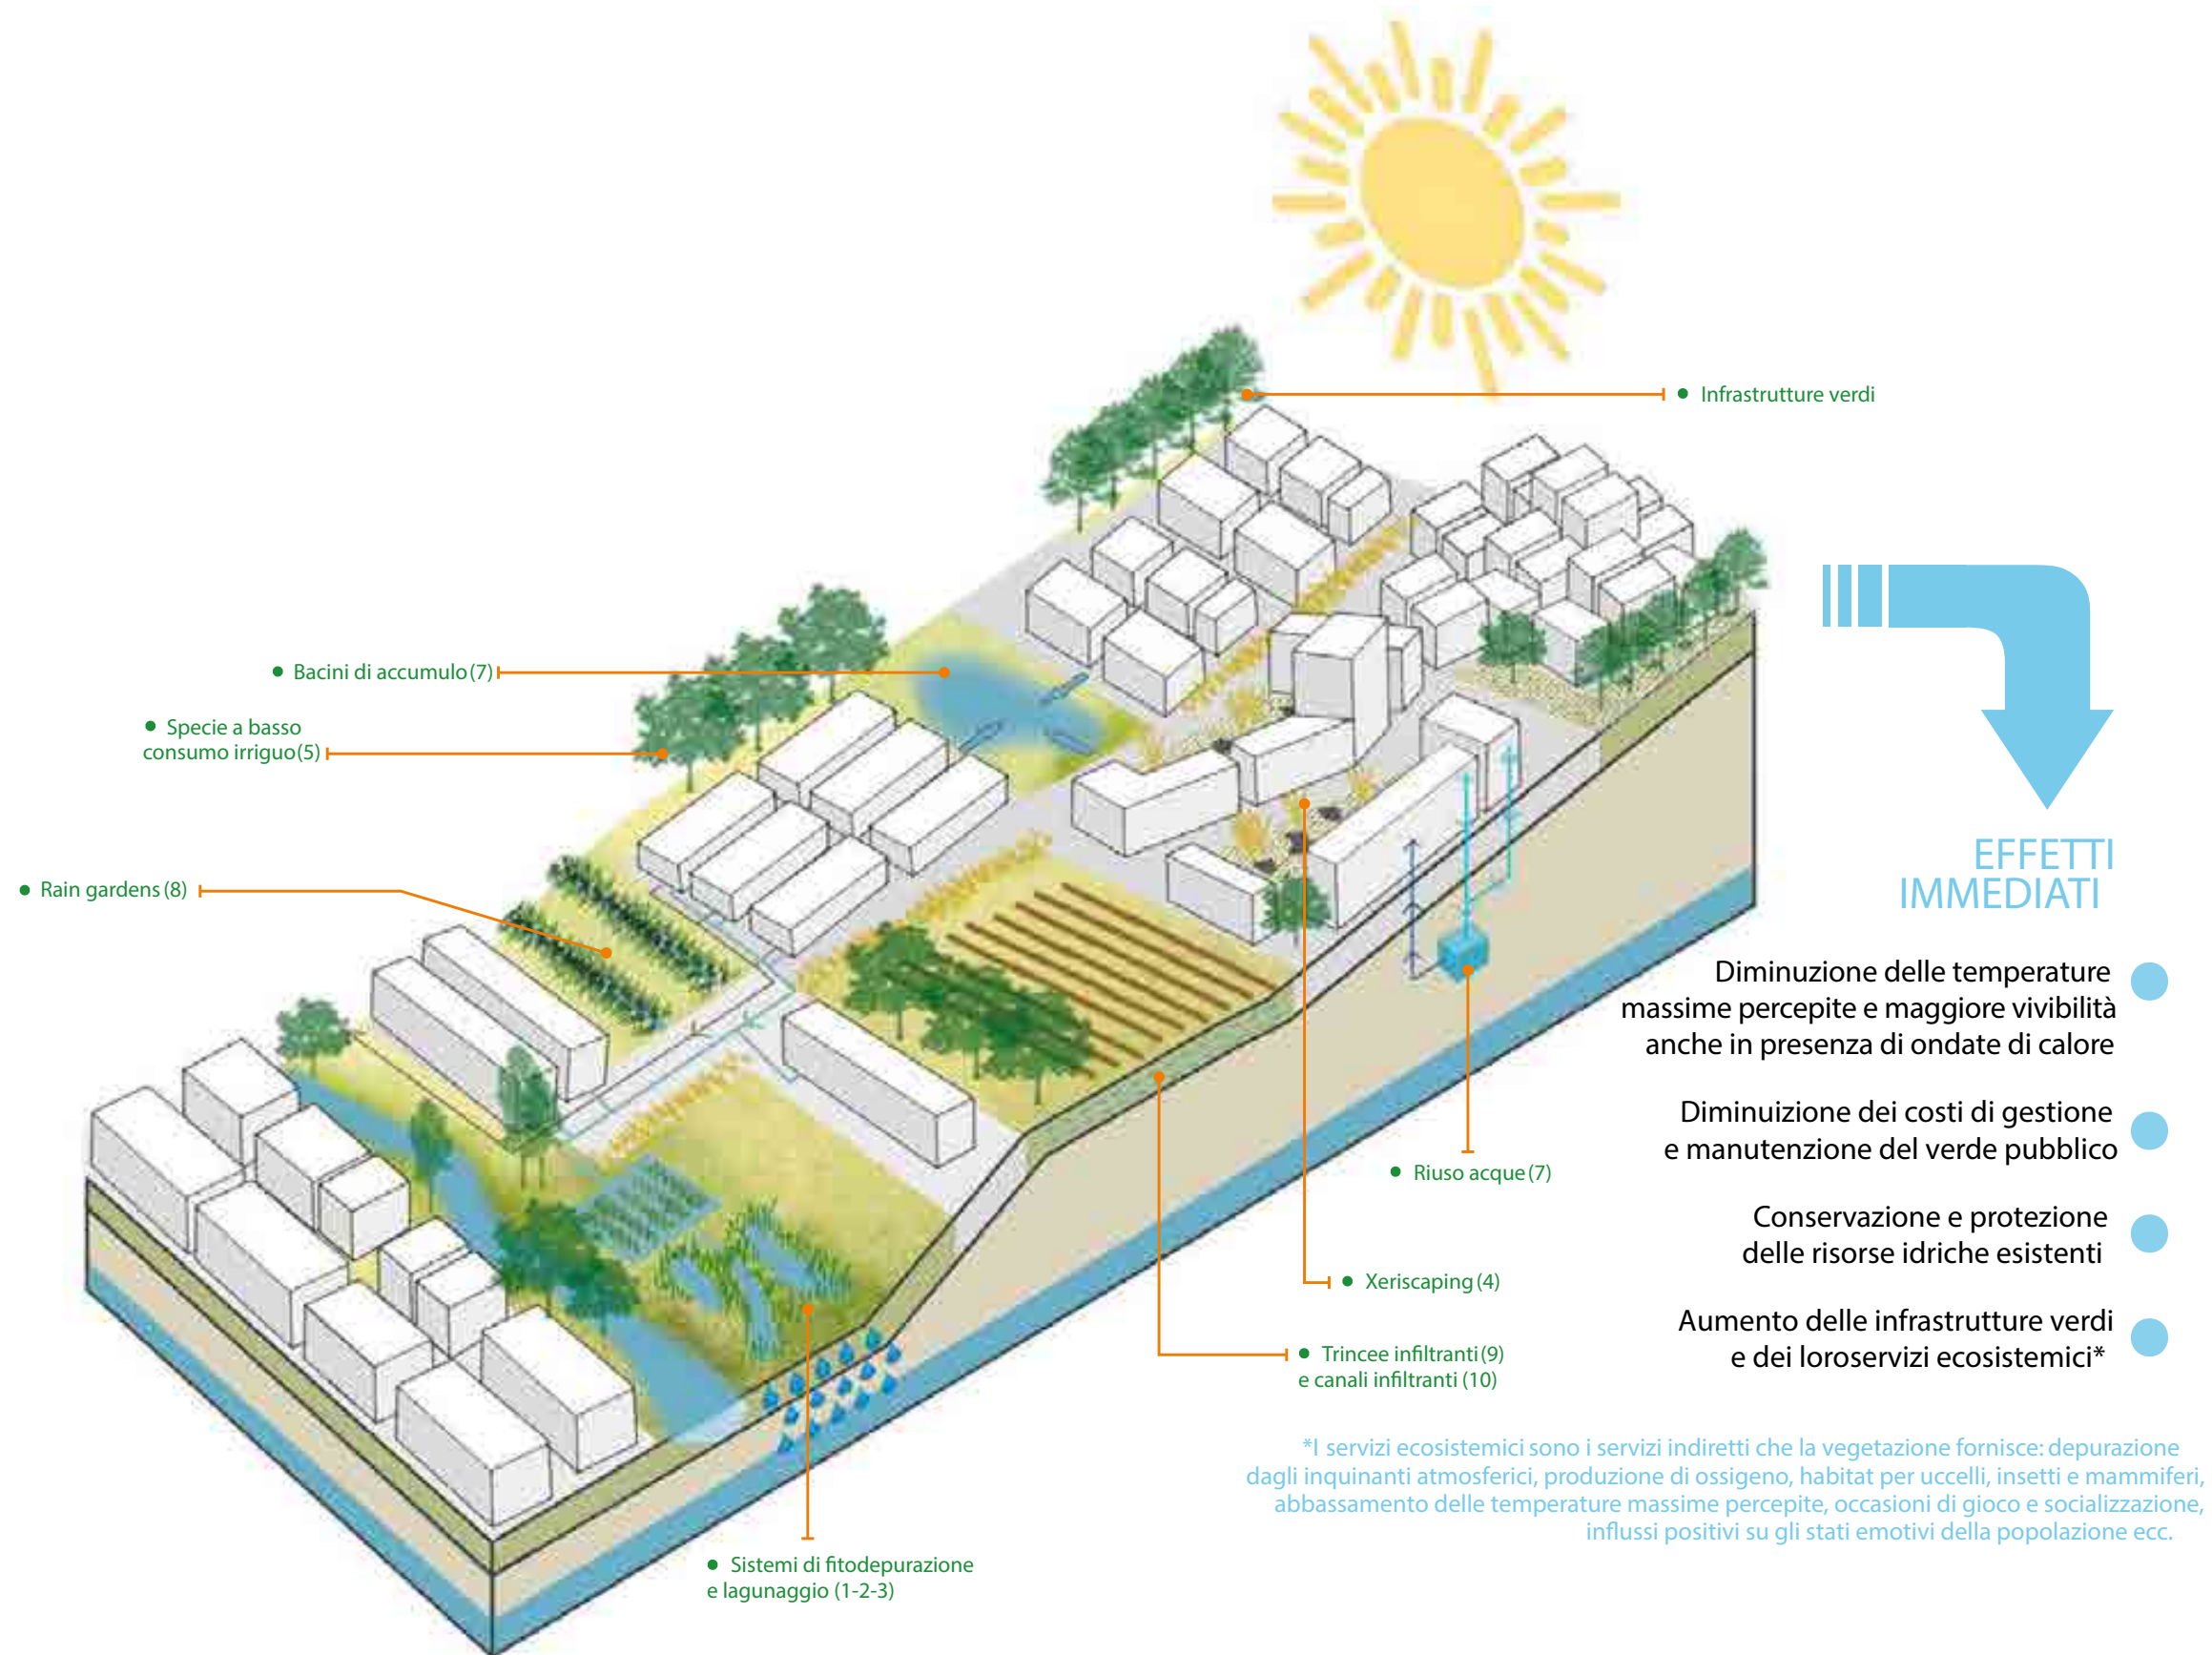 ● Infrastrutture verdi
● Bacini di accumulo (7)
● Specie a basso
consumo irriguo (5)
● Rain gardens (8)
● Riuso acque (7)
● Xeriscaping (4)
● Trincee infiltranti (9)
e canali infiltranti (10)
● Sistemi di fitodepurazione
e lagunaggio (1-2-3)
EFFETTI
IMMEDIATI
Diminuzione delle temperature
massime percepite e maggiore vivibilità
anche in presenza di ondate di calore
Diminuizione dei costi di gestione
e manutenzione del verde pubblico
Conservazione e protezione
delle risorse idriche esistenti
Aumento delle infrastrutture verdi
e dei loroservizi ecosistemici*
*I servizi ecosistemici sono i servizi indiretti che la vegetazione fornisce: depurazione
dagli inquinanti atmosferici, produzione di ossigeno, habitat per uccelli, insetti e mammiferi,
abbassamento delle temperature massime percepite, occasioni di gioco e socializzazione,
influssi positivi su gli stati emotivi della popolazione ecc.